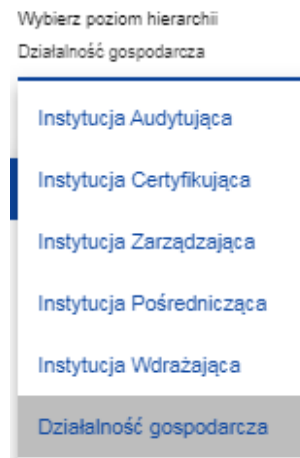 Wybierz poziom hierarchii
Działalność gospodarcza
Instytucja Audytująca
Instytucja Certyfikująca
Instytucja Zarządzająca
Instytucja Pośrednicząca
Instytucja Wdrażająca
Działalność gospodarcza